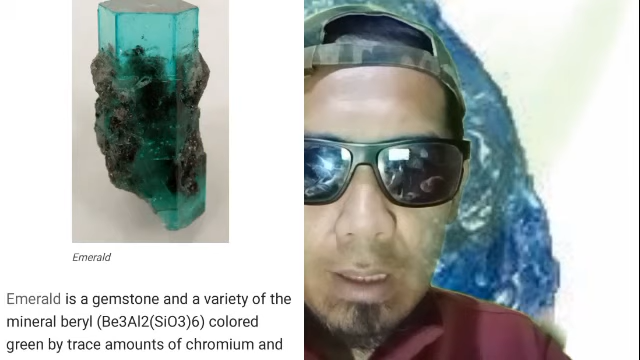 Emerald
Emerald is a gemstone and a variety of the
mineral beryl (Be3Al2(SiO3)6) colored
green by trace amounts of chromium and